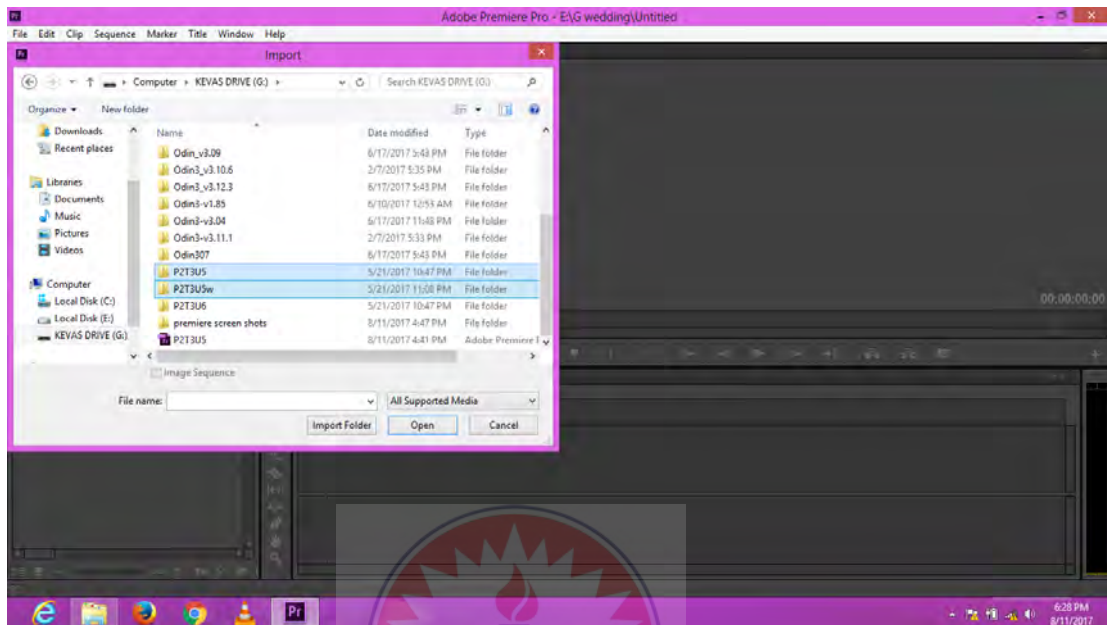 Adobe Premiere Pro - E:\G wedding\Untitled
File Edit Clip Sequence Marker Title Window Help
Import
Computer KEVAS DRIVE (G:)
Search KEVAS DRIVE (G:)
Organize New folder
Downloads
Recent places
Libraries
Documents
Music
Pictures
Videos
Computer
Local Disk (C:)
Local Disk (E:)
KEVAS DRIVE (G:)
Name Date modified Type
Odin_v3.09 6/17/2017 5:43 PM File folder
Odin3_v3.10.6 2/7/2017 5:35 PM File folder
Odin3_v3.12.3 6/17/2017 5:43 PM File folder
Odin3-v1.85 6/10/2017 12:53 AM File folder
Odin3-v3.04 6/17/2017 11:48 PM File folder
Odin3-v3.11.1 2/7/2017 5:33 PM File folder
Odin307 6/17/2017 5:43 PM File folder
P2T3U5 5/21/2017 10:47 PM File folder
P2T3U5w 5/21/2017 11:08 PM File folder
P2T3U6 5/21/2017 10:47 PM File folder
premiere screen shots 8/11/2017 4:47 PM File folder
P2T3U5 8/11/2017 4:41 PM Adobe Premiere
Image Sequence
File name:
All Supported Media
Import Folder Open Cancel
00:00:00:00
Pr
6:28 PM
8/11/2017